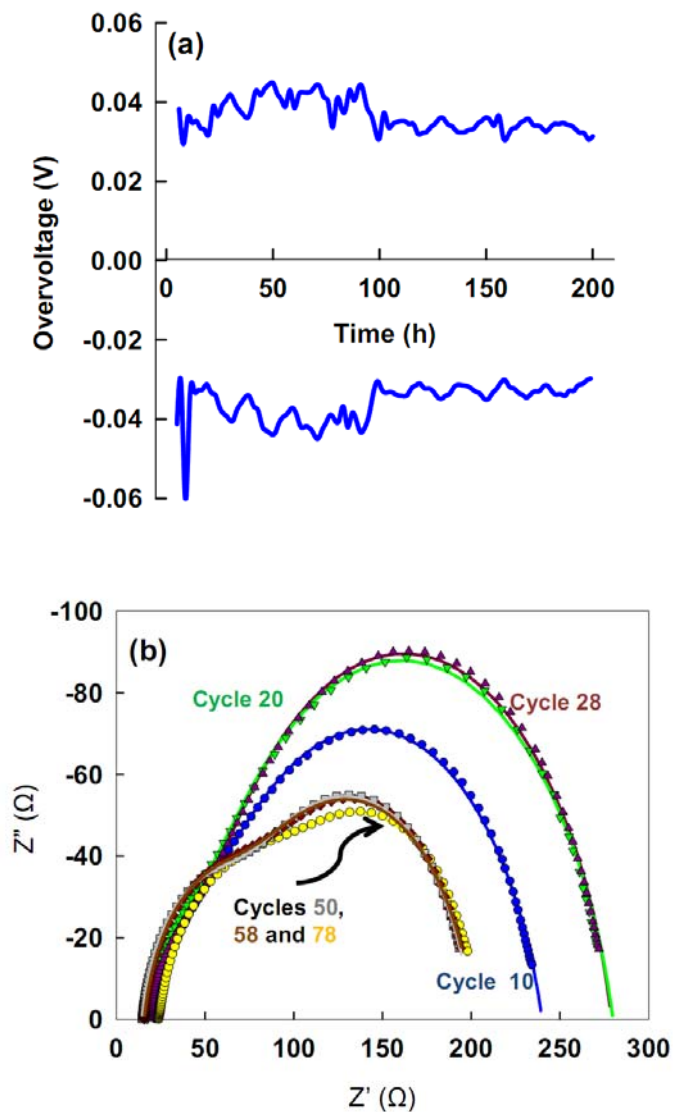 (a)
0.06
0.04
0.02
0.00
-0.02
-0.04
-0.06
Overvoltage (V)
0 50 100 150 200
Time (h)
(b)
-100
-80
-60
-40
-20
0
Z" (Ω)
Cycle 20
Cycle 28
Cycles 50,
58 and 78
Cycle 10
0 50 100 150 200 250 300
Z' (Ω)